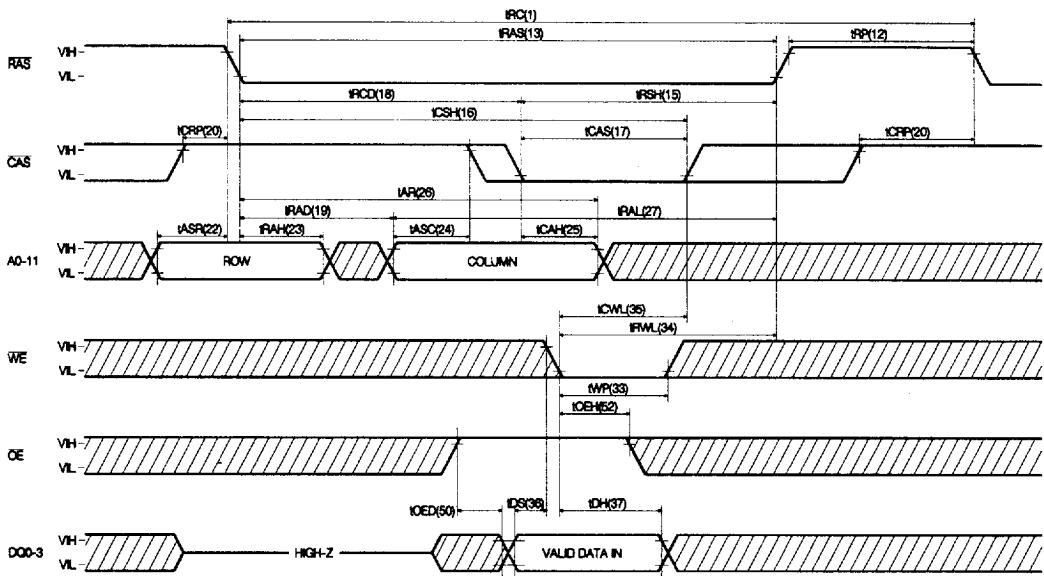 tRC(1)
tRAS(13)
tRP(12)
RAS
VIH
VIL
tRCD(18)
tRSH(15)
tCSH(16)
tCRP(20)
tCAS(17)
tCRP(20)
CAS
VIH
VIL
tAR(26)
tRAD(19)
tRAL(27)
tASR(22)
tRAH(23)
tASC(24)
tCAH(25)
A0-11
VIH
VIL
ROW
COLUMN
tCWL(35)
tRWL(34)
WE
VIH
VIL
tWP(33)
tOEH(52)
OE
VIH
VIL
tOED(50)
tDS(36)
tDH(37)
DQ0-3
VIH
VIL
HIGH-Z
VALID DATA IN